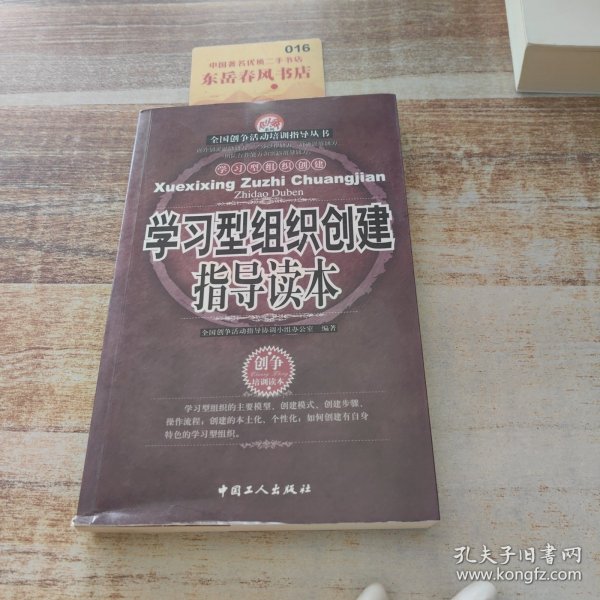 016
中国著名优质二手书店
东岳春风书店
全国创争活动培训指导丛书
学习型组织创建
Xuexixing Zuzhi Chuangjian
Zhidao Duben
学习型组织创建
指导读本
全国创争活动指导协调小组办公室 编著
创争
培训读本
学习型组织的主要模型、创建模式、创建步骤、
操作流程;创建的本土化、个性化;如何创建有自身
特色的学习型组织。
中国工人出版社
孔夫子旧书网
www.kongfz.com